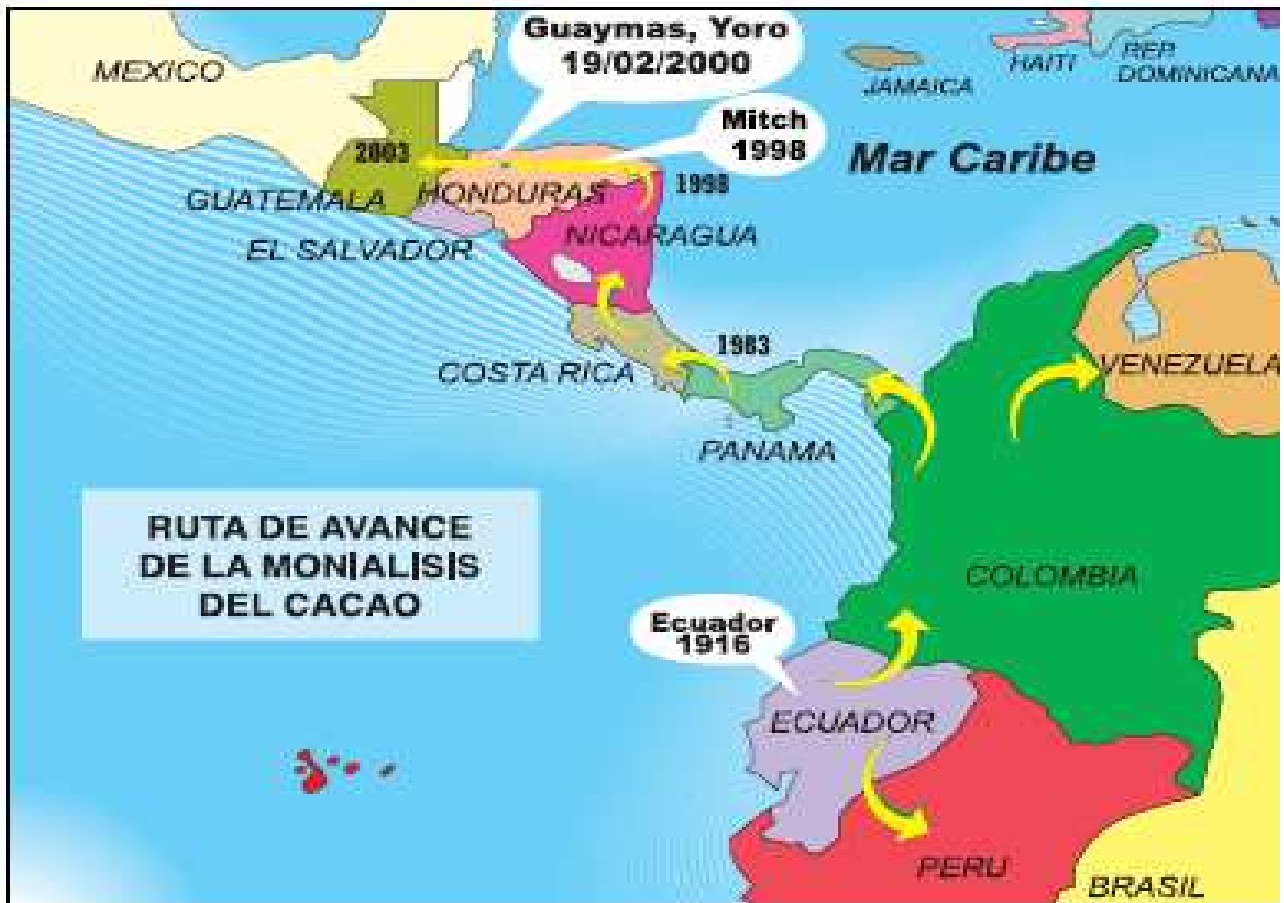 Guaymas, Yoro
19/02/2000
MEXICO
HAITI
REP
DOMINICANA
JAMAICA
Mitch
1998
Mar Caribe
2003
GUATEMALA
HONDURAS
1998
EL SALVADOR
NICARAGUA
1983
COSTA RICA
VENEZUELA
PANAMA
RUTA DE AVANCE
DE LA MONIALISIS
DEL CACAO
COLOMBIA
Ecuador
1916
ECUADOR
PERU
BRASIL